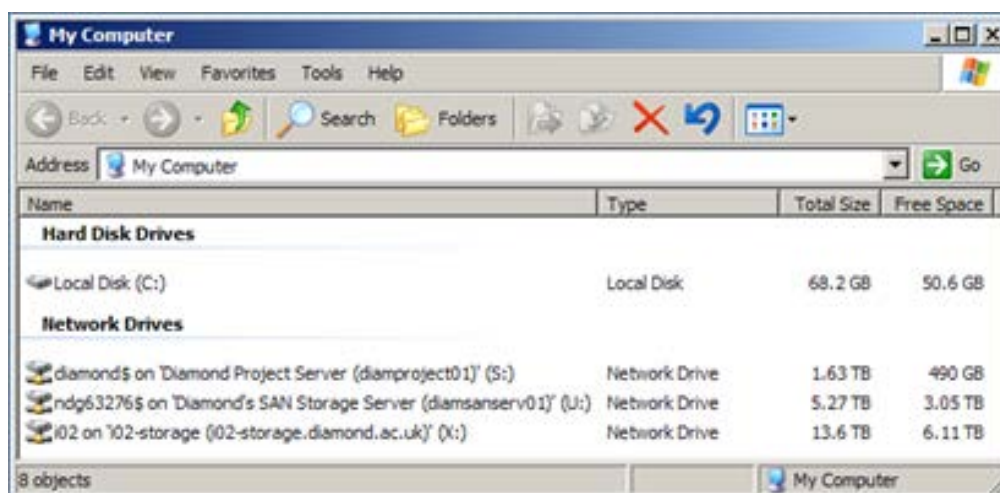 My Computer
File Edit View Favorites Tools Help
Back Search Folders
Address My Computer Go
Name Type Total Size Free Space
Hard Disk Drives
Local Disk (C:) Local Disk 68.2 GB 50.6 GB
Network Drives
diamond$ on 'Diamond Project Server (diamproject01)' (S:) Network Drive 1.63 TB 490 GB
ndg63276$ on 'Diamond's SAN Storage Server (diamsanserv01)' (U:) Network Drive 5.27 TB 3.05 TB
i02 on 'i02-storage (i02-storage.diamond.ac.uk)' (X:) Network Drive 13.6 TB 6.11 TB
8 objects My Computer